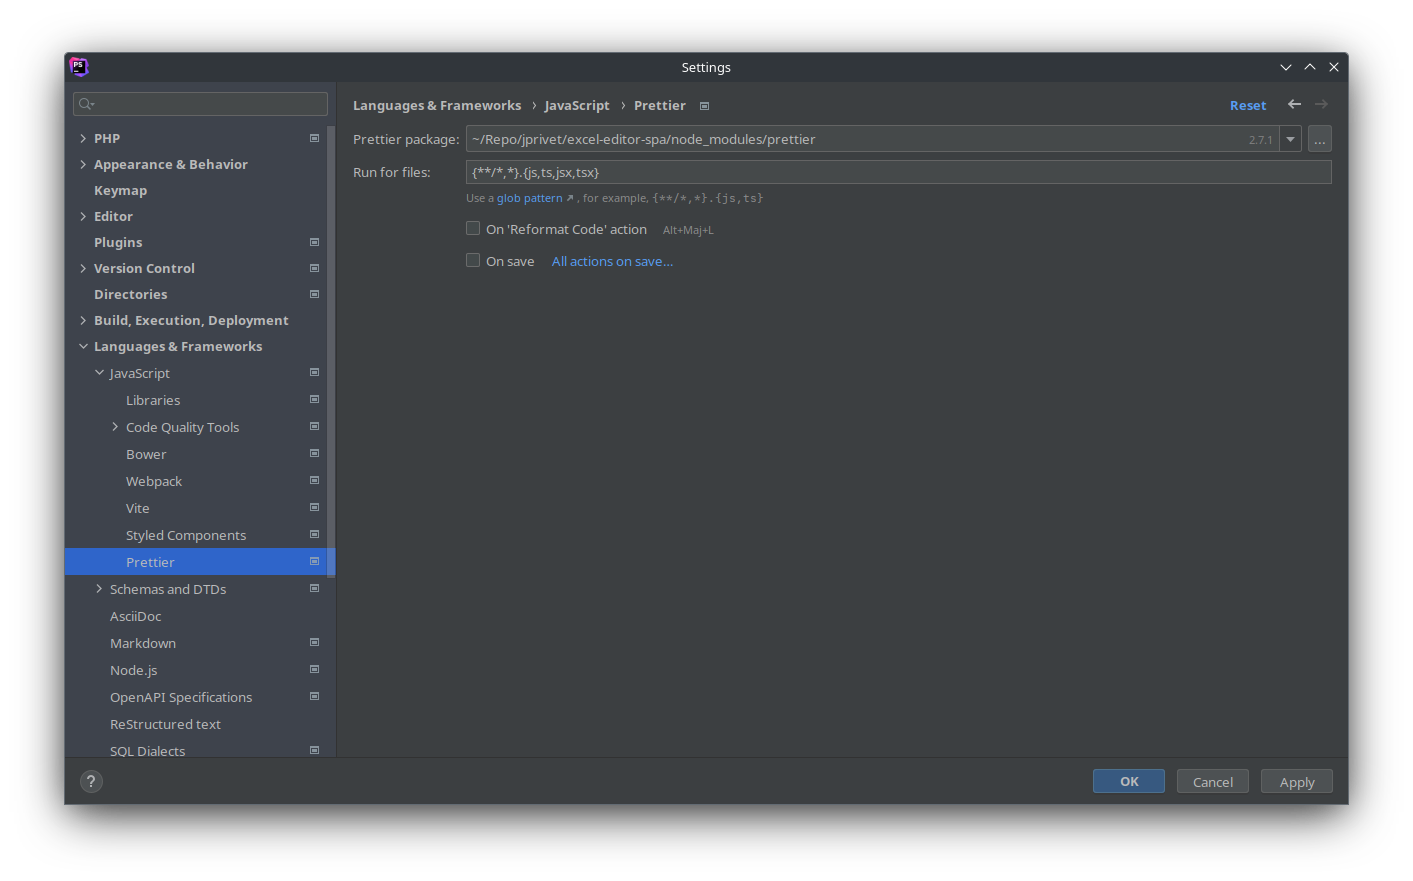 PS
Settings
PHP
Appearance & Behavior
Keymap
Editor
Plugins
Version Control
Directories
Build, Execution, Deployment
Languages & Frameworks
JavaScript
Libraries
Code Quality Tools
Bower
Webpack
Vite
Styled Components
Prettier
Schemas and DTDs
AsciiDoc
Markdown
Node.js
OpenAPI Specifications
ReStructured text
SQL Dialects
Languages & Frameworks › JavaScript › Prettier Reset
Prettier package: ~/Repo/jprivet/excel-editor-spa/node_modules/prettier 2.7.1 ...
Run for files: {**/*,*}.{js,ts,jsx,tsx}
Use a glob pattern ↗, for example, {**/*,*}.{js,ts}
On 'Reformat Code' action Alt+Maj+L
On save All actions on save...
? OK Cancel Apply